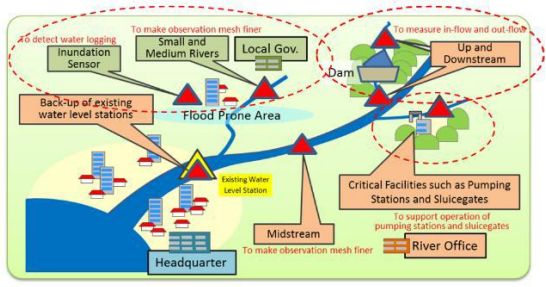 To detect water logging
Inundation
Sensor
To make observation mesh finer
Small and
Medium Rivers
Local Gov.
To measure in-flow and out-flow
Up and
Downstream
Dam
Back-up of existing
water level stations
Flood Prone Area
Existing Water
Level Station
Critical Facilities such as Pumping
Stations and Sluicegates
To support operation of
pumping stations and sluicegates
Midstream
To make observation mesh finer
River Office
Headquarter